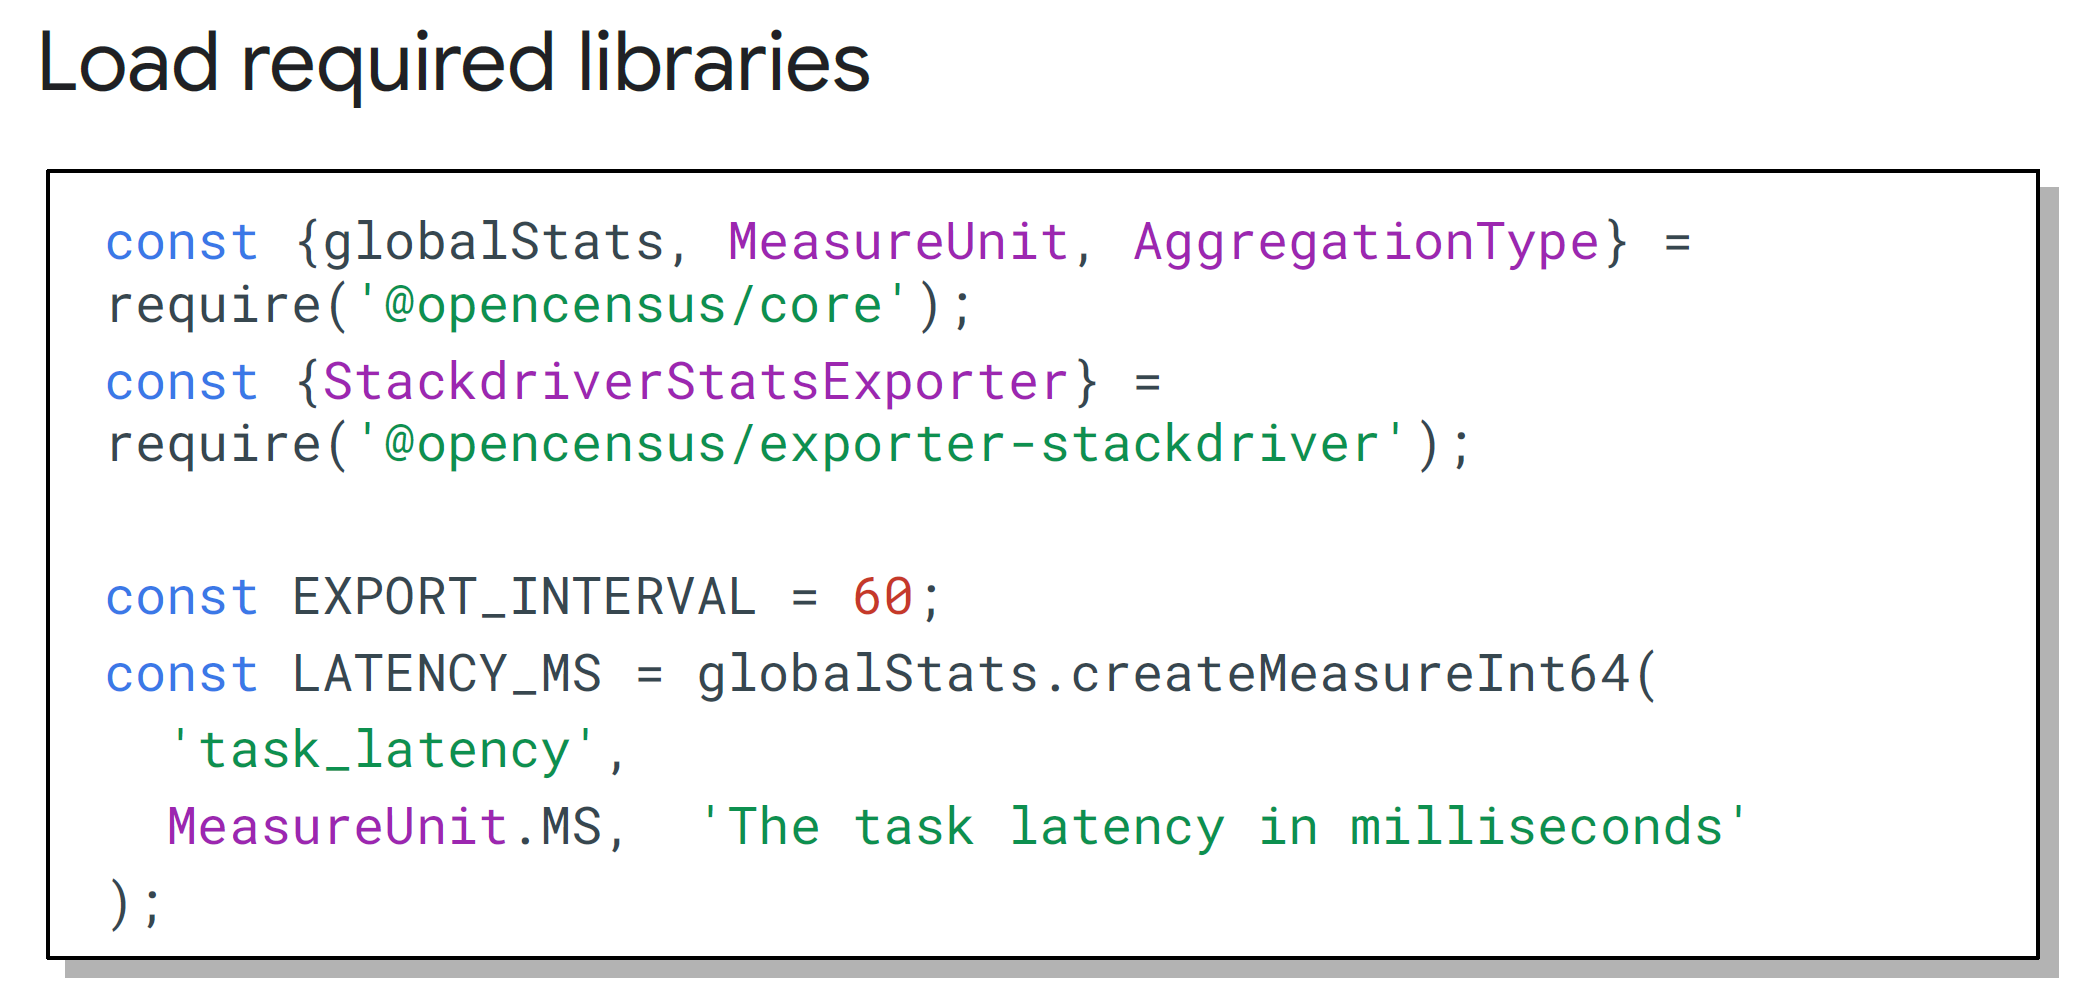 Load required libraries
const {globalStats, MeasureUnit, AggregationType} =
require('@opencensus/core');
const {StackdriverStatsExporter} =
require('@opencensus/exporter-stackdriver');
const EXPORT_INTERVAL = 60;
const LATENCY_MS = globalStats.createMeasureInt64(
  'task_latency',
  MeasureUnit.MS,  'The task latency in milliseconds'
);